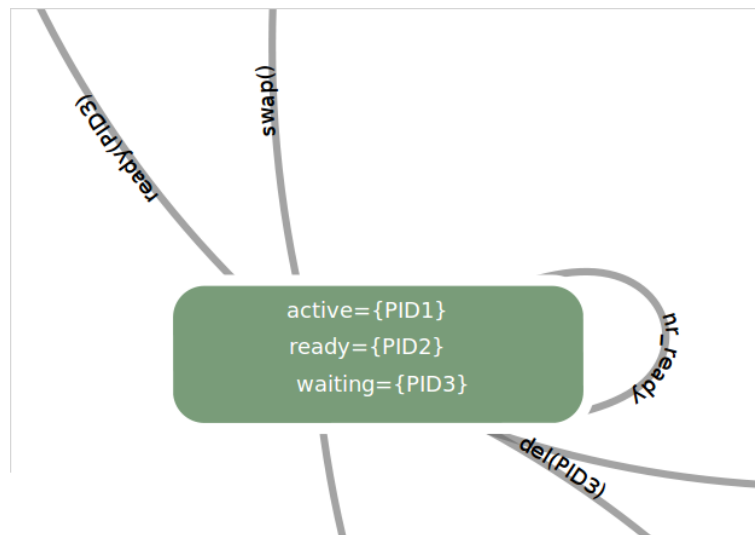 ready(PID3)
swap()
active={PID1}
ready={PID2}
waiting={PID3}
nr_ready
del(PID3)